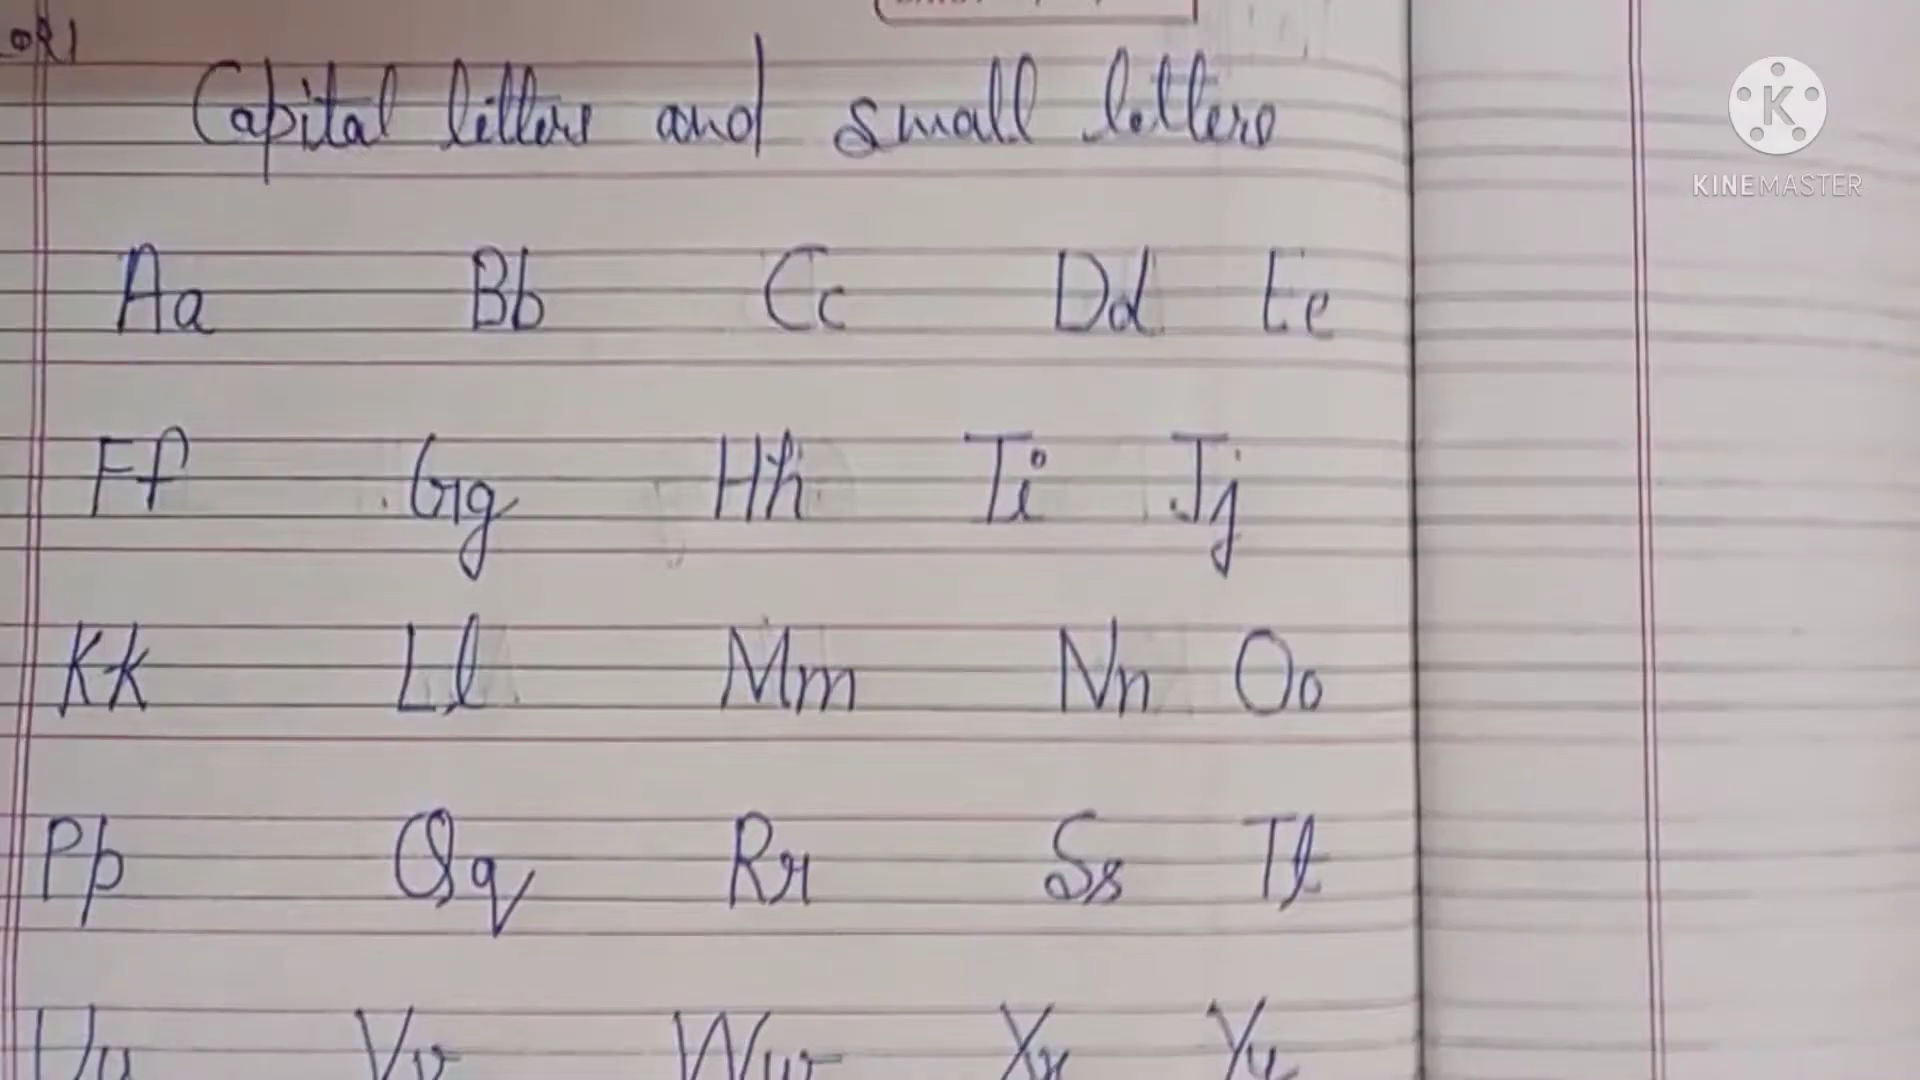 Capital letters and small letters
KINEMASTER
Aa Bb Cc Dd Ee
Ff Gg Hh Ii Jj
Kk Ll Mm Nn Oo
Pp Qq Rr Ss Tt
Uu Vv Ww Xx Yy